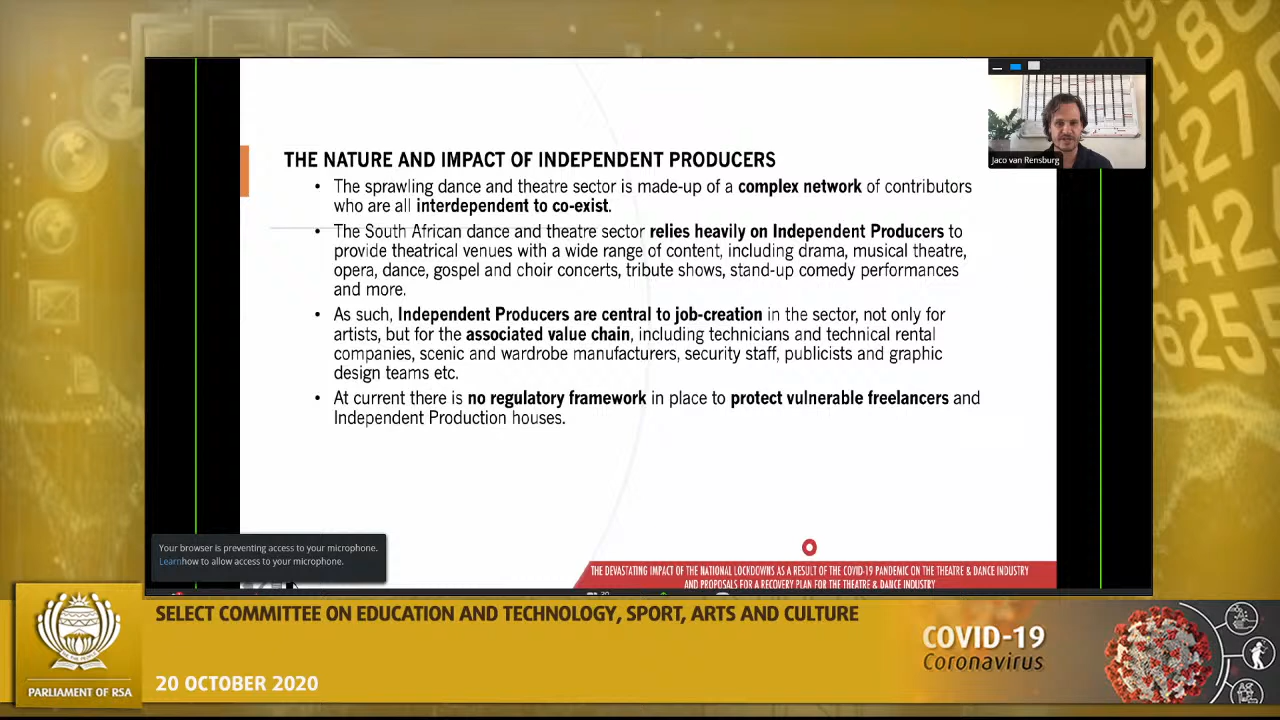 THE NATURE AND IMPACT OF INDEPENDENT PRODUCERS
• The sprawling dance and theatre sector is made-up of a complex network of contributors
who are all interdependent to co-exist.
• The South African dance and theatre sector relies heavily on Independent Producers to
provide theatrical venues with a wide range of content, including drama, musical theatre,
opera, dance, gospel and choir concerts, tribute shows, stand-up comedy performances
and more.
• As such, Independent Producers are central to job-creation in the sector, not only for
artists, but for the associated value chain, including technicians and technical rental
companies, scenic and wardrobe manufacturers, security staff, publicists and graphic
design teams etc.
• At current there is no regulatory framework in place to protect vulnerable freelancers and
Independent Production houses.
Jaco van Rensburg
Your browser is preventing access to your microphone.
Learnhow to allow access to your microphone.
THE DEVASTATING IMPACT OF THE NATIONAL LOCKDOWNS AS A RESULT OF THE COVID-19 PANDEMIC ON THE THEATRE & DANCE INDUSTRY
AND PROPOSALS FOR A RECOVERY PLAN FOR THE THEATRE & DANCE INDUSTRY
SELECT COMMITTEE ON EDUCATION AND TECHNOLOGY, SPORT, ARTS AND CULTURE
20 OCTOBER 2020
PARLIAMENT OF RSA
COVID-19
Coronavirus